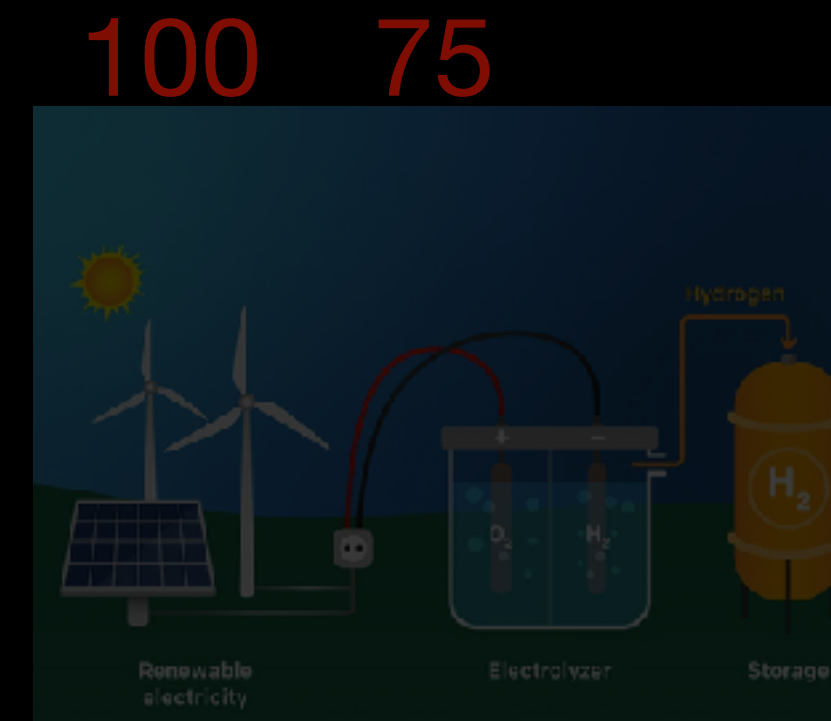 100 75
Hydrogen
+ −
H₂
O₂ H₂
Renewable electricity
Electrolyzer
Storage